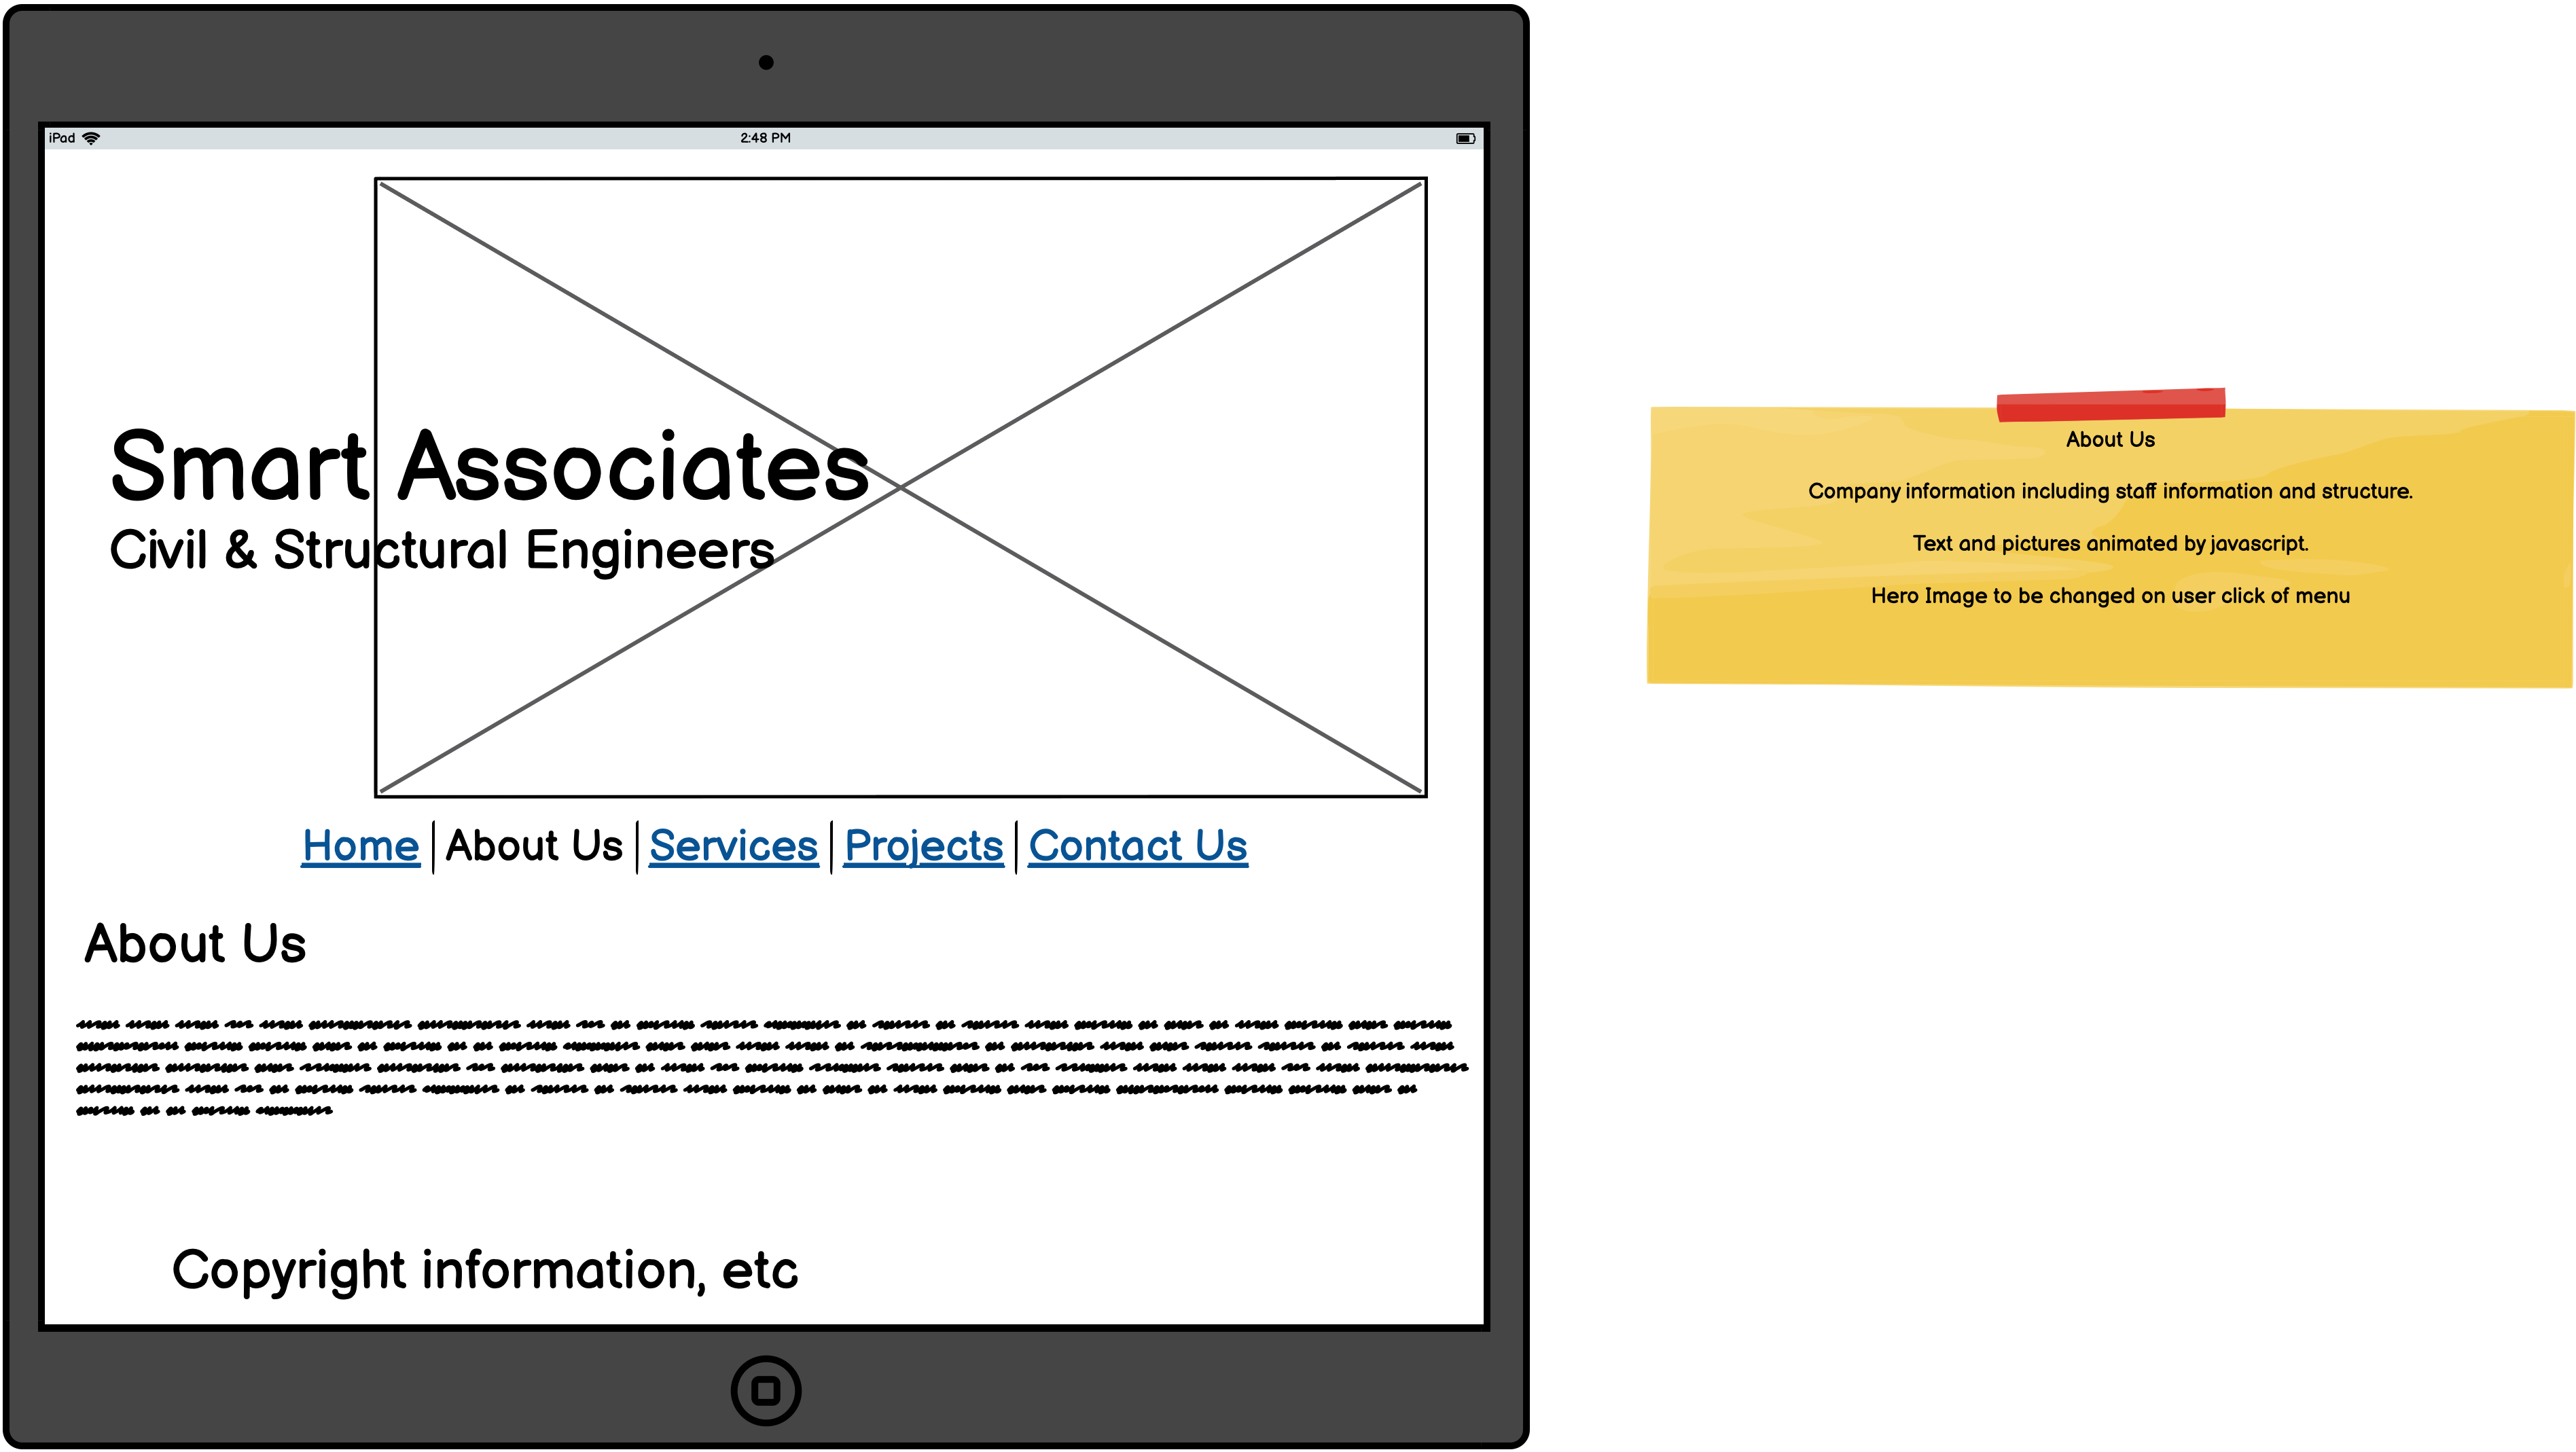 iPad
2:48 PM
Smart Associates
Civil & Structural Engineers
Home About Us Services Projects Contact Us
About Us
Copyright information, etc
About Us
Company information including staff information and structure.
Text and pictures animated by javascript.
Hero Image to be changed on user click of menu